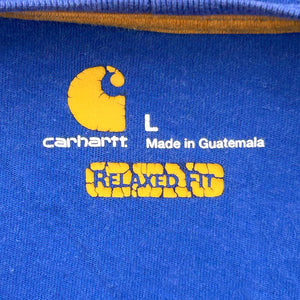 L
carhartt Made in Guatemala
RELAXED FIT